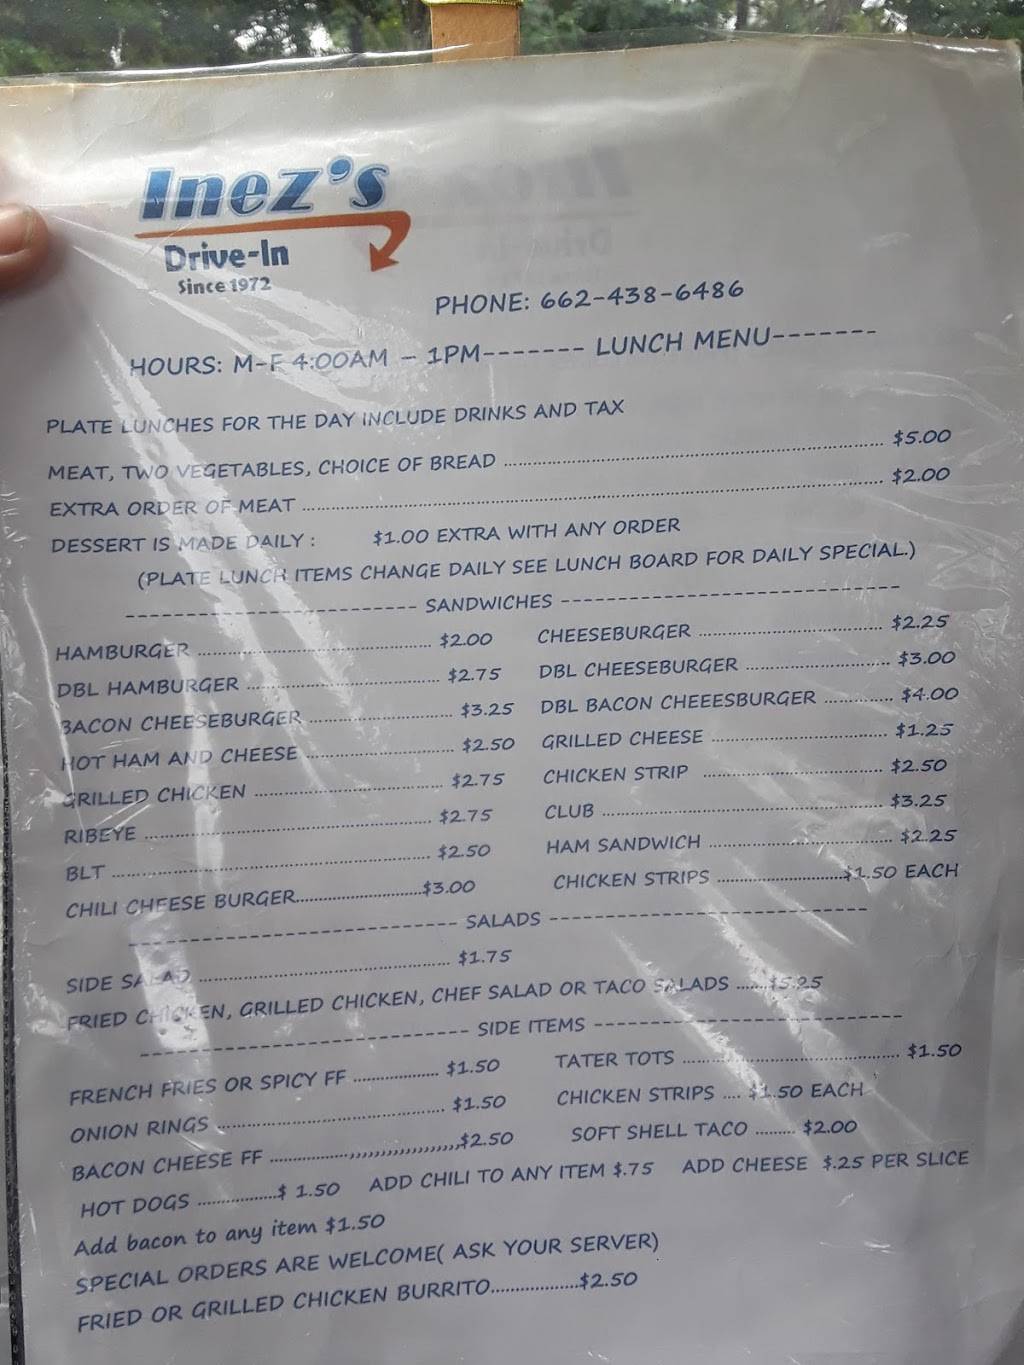 Inez's
Drive-In
Since 1972
PHONE: 662-438-6486
HOURS: M-F 4:00AM – 1PM------- LUNCH MENU-------
PLATE LUNCHES FOR THE DAY INCLUDE DRINKS AND TAX
MEAT, TWO VEGETABLES, CHOICE OF BREAD ........ $5.00
EXTRA ORDER OF MEAT ........ $2.00
DESSERT IS MADE DAILY : $1.00 EXTRA WITH ANY ORDER
(PLATE LUNCH ITEMS CHANGE DAILY SEE LUNCH BOARD FOR DAILY SPECIAL.)
------------------------- SANDWICHES -----------------------------
HAMBURGER ........ $2.00 CHEESEBURGER ........ $2.25
DBL HAMBURGER ........ $2.75 DBL CHEESEBURGER ........ $3.00
BACON CHEESEBURGER ........ $3.25 DBL BACON CHEEESBURGER ........ $4.00
HOT HAM AND CHEESE ........ $2.50 GRILLED CHEESE ........ $1.25
GRILLED CHICKEN ........ $2.75 CHICKEN STRIP ........ $2.50
RIBEYE ........ $2.75 CLUB ........ $3.25
BLT ........ $2.50 HAM SANDWICH ........ $2.25
CHILI CHEESE BURGER........$3.00 CHICKEN STRIPS ........$1.50 EACH
---------------------------- SALADS ---------------------------
SIDE SALAD ........ $1.75
FRIED CHICKEN, GRILLED CHICKEN, CHEF SALAD OR TACO SALADS .......$5.25
---------------------------- SIDE ITEMS ---------------------------
FRENCH FRIES OR SPICY FF ........ $1.50 TATER TOTS ........ $1.50
ONION RINGS ........ $1.50 CHICKEN STRIPS .... $1.50 EACH
BACON CHEESE FF ........,,,,,,,,,,,,,,,,,,$2.50 SOFT SHELL TACO ......... $2.00
HOT DOGS ........$ 1.50 ADD CHILI TO ANY ITEM $.75 ADD CHEESE $.25 PER SLICE
Add bacon to any item $1.50
SPECIAL ORDERS ARE WELCOME( ASK YOUR SERVER)
FRIED OR GRILLED CHICKEN BURRITO........$2.50